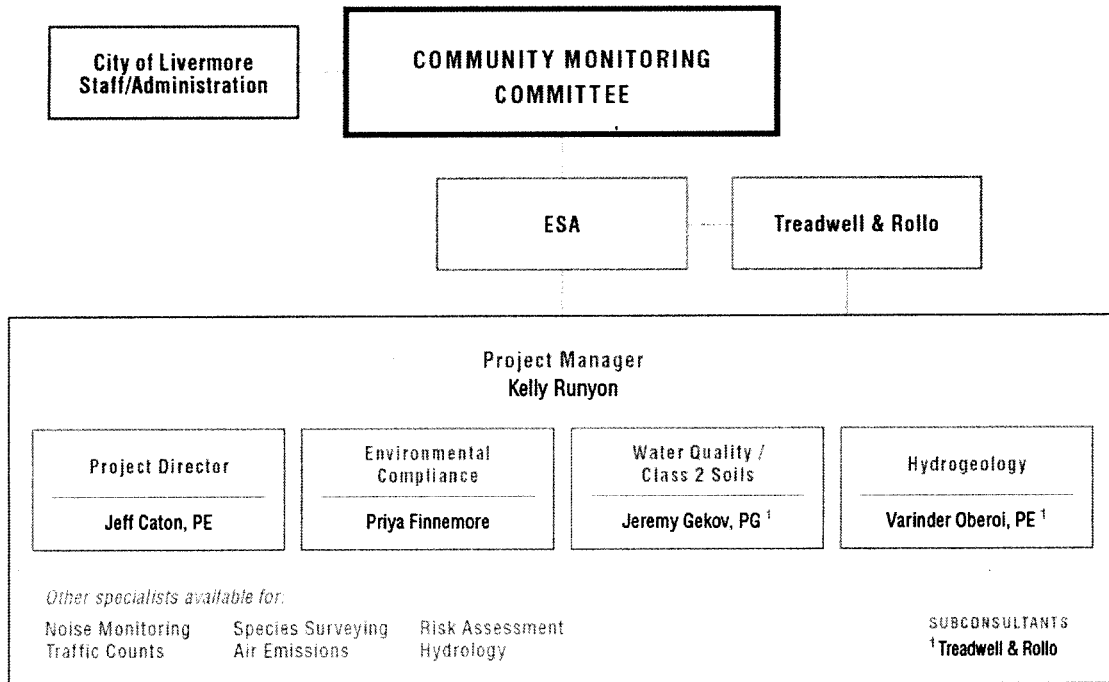 City of Livermore
Staff/Administration
COMMUNITY MONITORING
COMMITTEE
ESA
Treadwell & Rollo
Project Manager
Kelly Runyon
Project Director
Jeff Caton, PE
Environmental
Compliance
Priya Finnemore
Water Quality /
Class 2 Soils
Jeremy Gekov, PG ¹
Hydrogeology
Varinder Oberoi, PE ¹
Other specialists available for:
Noise Monitoring
Traffic Counts
Species Surveying
Air Emissions
Risk Assessment
Hydrology
SUBCONSULTANTS
¹ Treadwell & Rollo